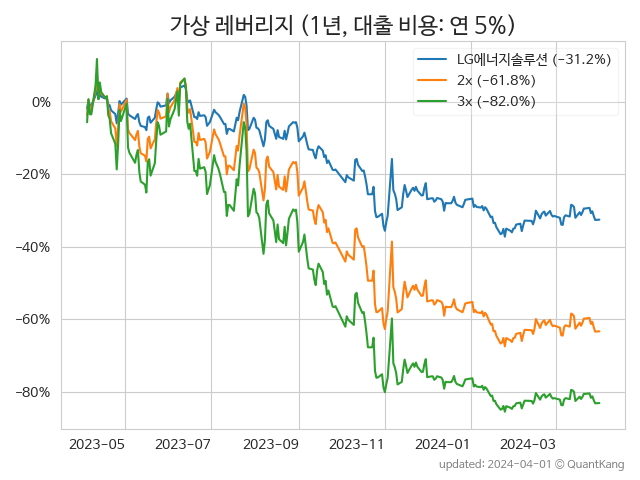 가상 레버리지 (1년, 대출 비용: 연 5%)
LG에너지솔루션 (−31.2%)
2x (−61.8%)
3x (−82.0%)
0%
−20%
−40%
−60%
−80%
2023−05 2023−07 2023−09 2023−11 2024−01 2024−03
updated: 2024−04−01 © QuantKang